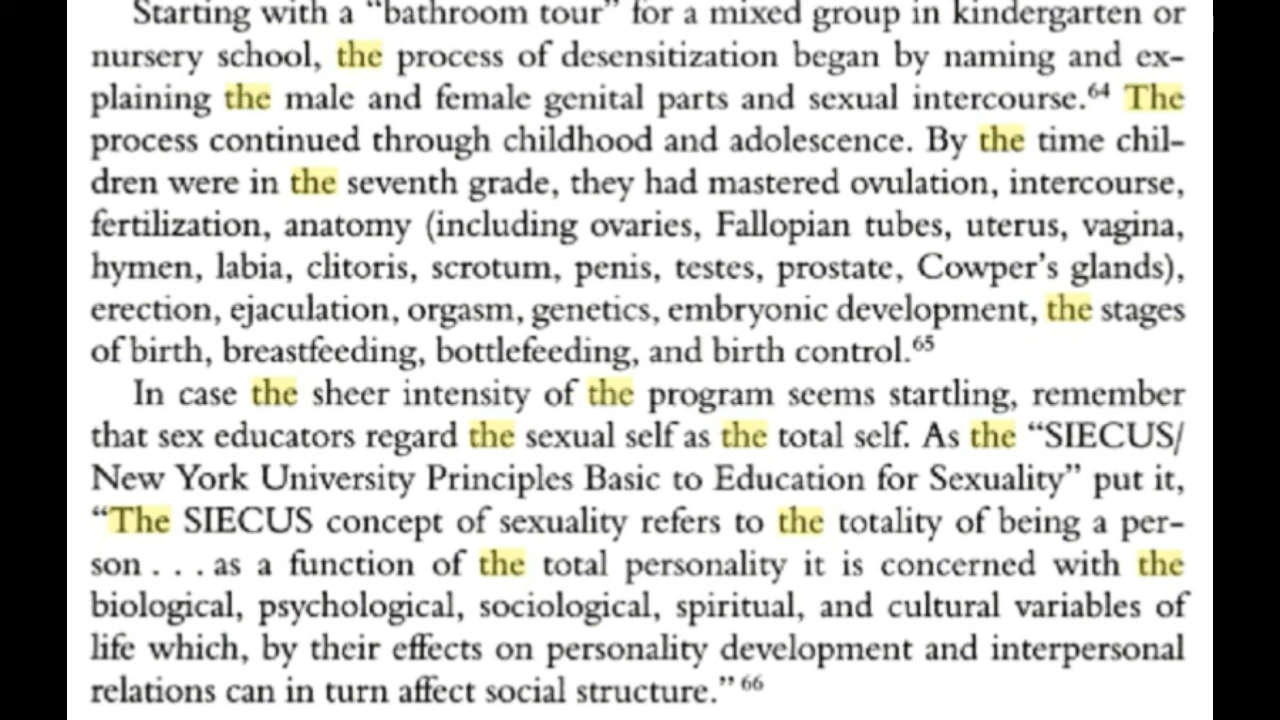 Starting with a “bathroom tour” for a mixed group in kindergarten or
nursery school, the process of desensitization began by naming and ex-
plaining the male and female genital parts and sexual intercourse.64 The
process continued through childhood and adolescence. By the time chil-
dren were in the seventh grade, they had mastered ovulation, intercourse,
fertilization, anatomy (including ovaries, Fallopian tubes, uterus, vagina,
hymen, labia, clitoris, scrotum, penis, testes, prostate, Cowper’s glands),
erection, ejaculation, orgasm, genetics, embryonic development, the stages
of birth, breastfeeding, bottlefeeding, and birth control.65
In case the sheer intensity of the program seems startling, remember
that sex educators regard the sexual self as the total self. As the “SIECUS/
New York University Principles Basic to Education for Sexuality” put it,
“The SIECUS concept of sexuality refers to the totality of being a per-
son . . . as a function of the total personality it is concerned with the
biological, psychological, sociological, spiritual, and cultural variables of
life which, by their effects on personality development and interpersonal
relations can in turn affect social structure.” 66